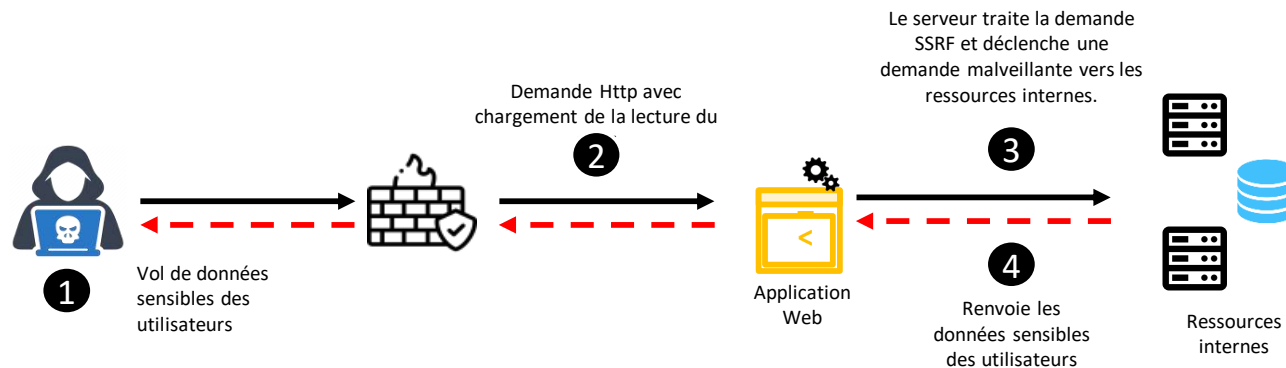 Le serveur traite la demande
SSRF et déclenche une
demande malveillante vers les
ressources internes.
Demande Http avec
chargement de la lecture du
2
3
1
Vol de données
sensibles des
utilisateurs
<
Application
Web
4
Renvoie les
données sensibles
des utilisateurs
Ressources
internes